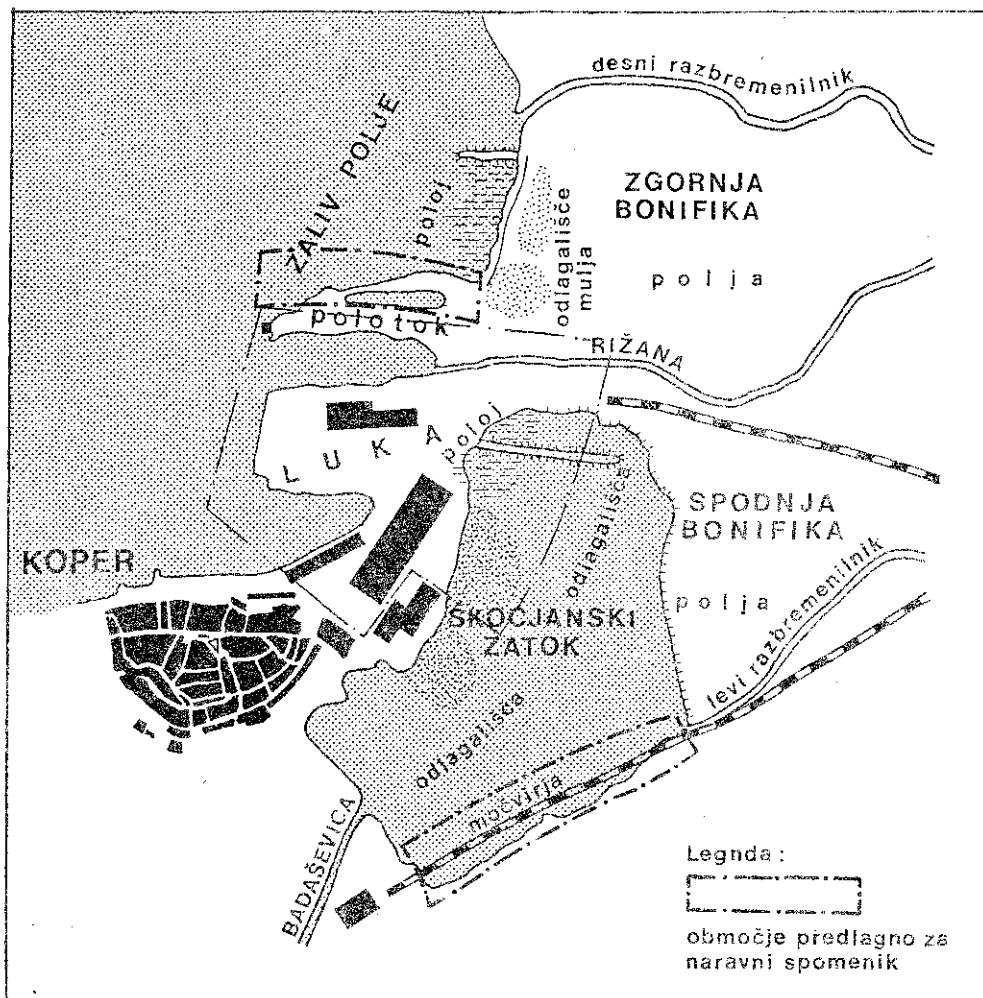 desni razbremenilnik
ZALIV POLJE
poloj
ZGORNJA
BONIFIKA
odlagališče
mulja
polja
polotok
RIŽANA
LUKA
poloj
SPODNJA
BONIFIKA
odlagališče
KOPER
polja
ŠKOCJANSKI
ZATOK
levi razbremenilnik
odlagališča
močvirja
BADAŠEVICA
Legnda :
območje predlagno za
naravni spomenik